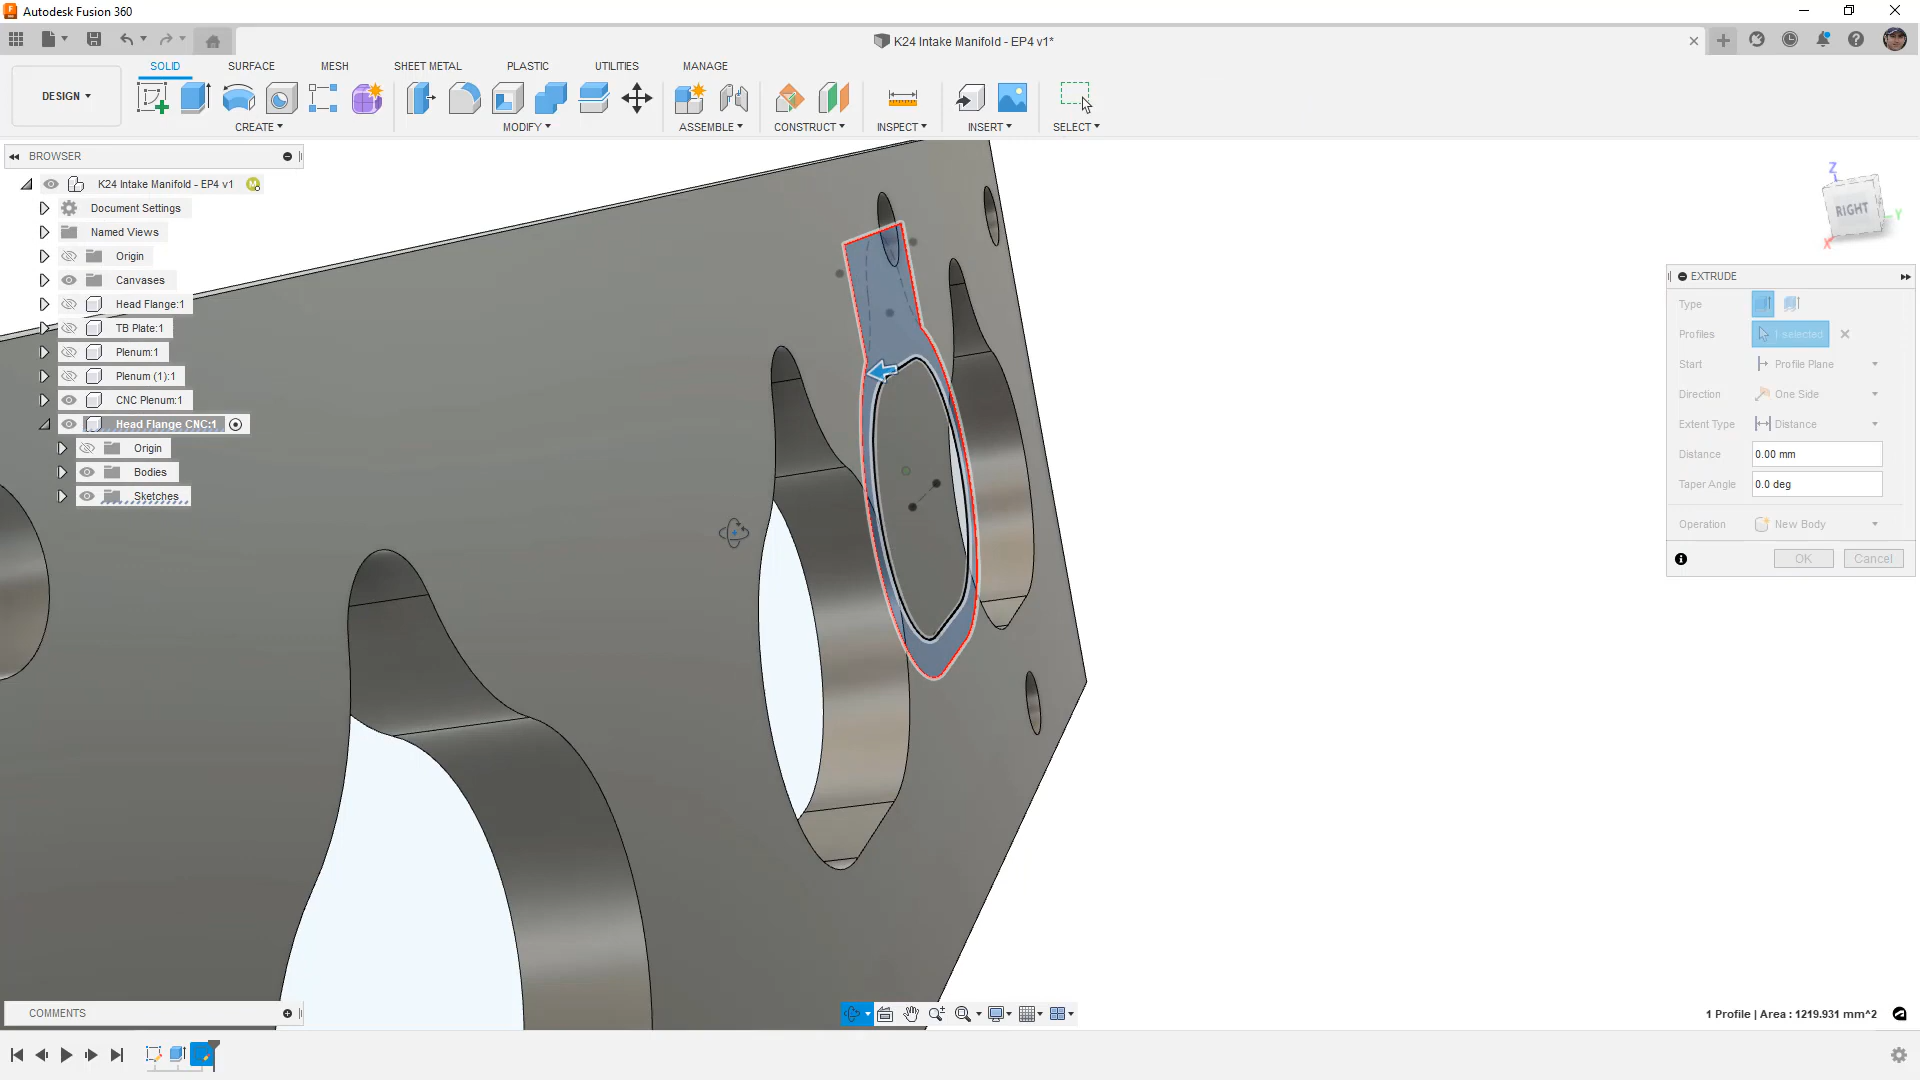 Autodesk Fusion 360
K24 Intake Manifold - EP4 v1*
SOLID SURFACE MESH SHEET METAL PLASTIC UTILITIES MANAGE
DESIGN
CREATE MODIFY ASSEMBLE CONSTRUCT INSPECT INSERT SELECT
BROWSER
K24 Intake Manifold - EP4 v1
Document Settings
Named Views
Origin
Canvases
Head Flange:1
TB Plate:1
Plenum:1
Plenum (1):1
CNC Plenum:1
Head Flange CNC:1
Origin
Bodies
Sketches
Z
RIGHT
Y
X
EXTRUDE
Type
Profiles 1 selected
Start Profile Plane
Direction One Side
Extent Type Distance
Distance 0.00 mm
Taper Angle 0.0 deg
Operation New Body
OK Cancel
COMMENTS
1 Profile | Area : 1219.931 mm^2